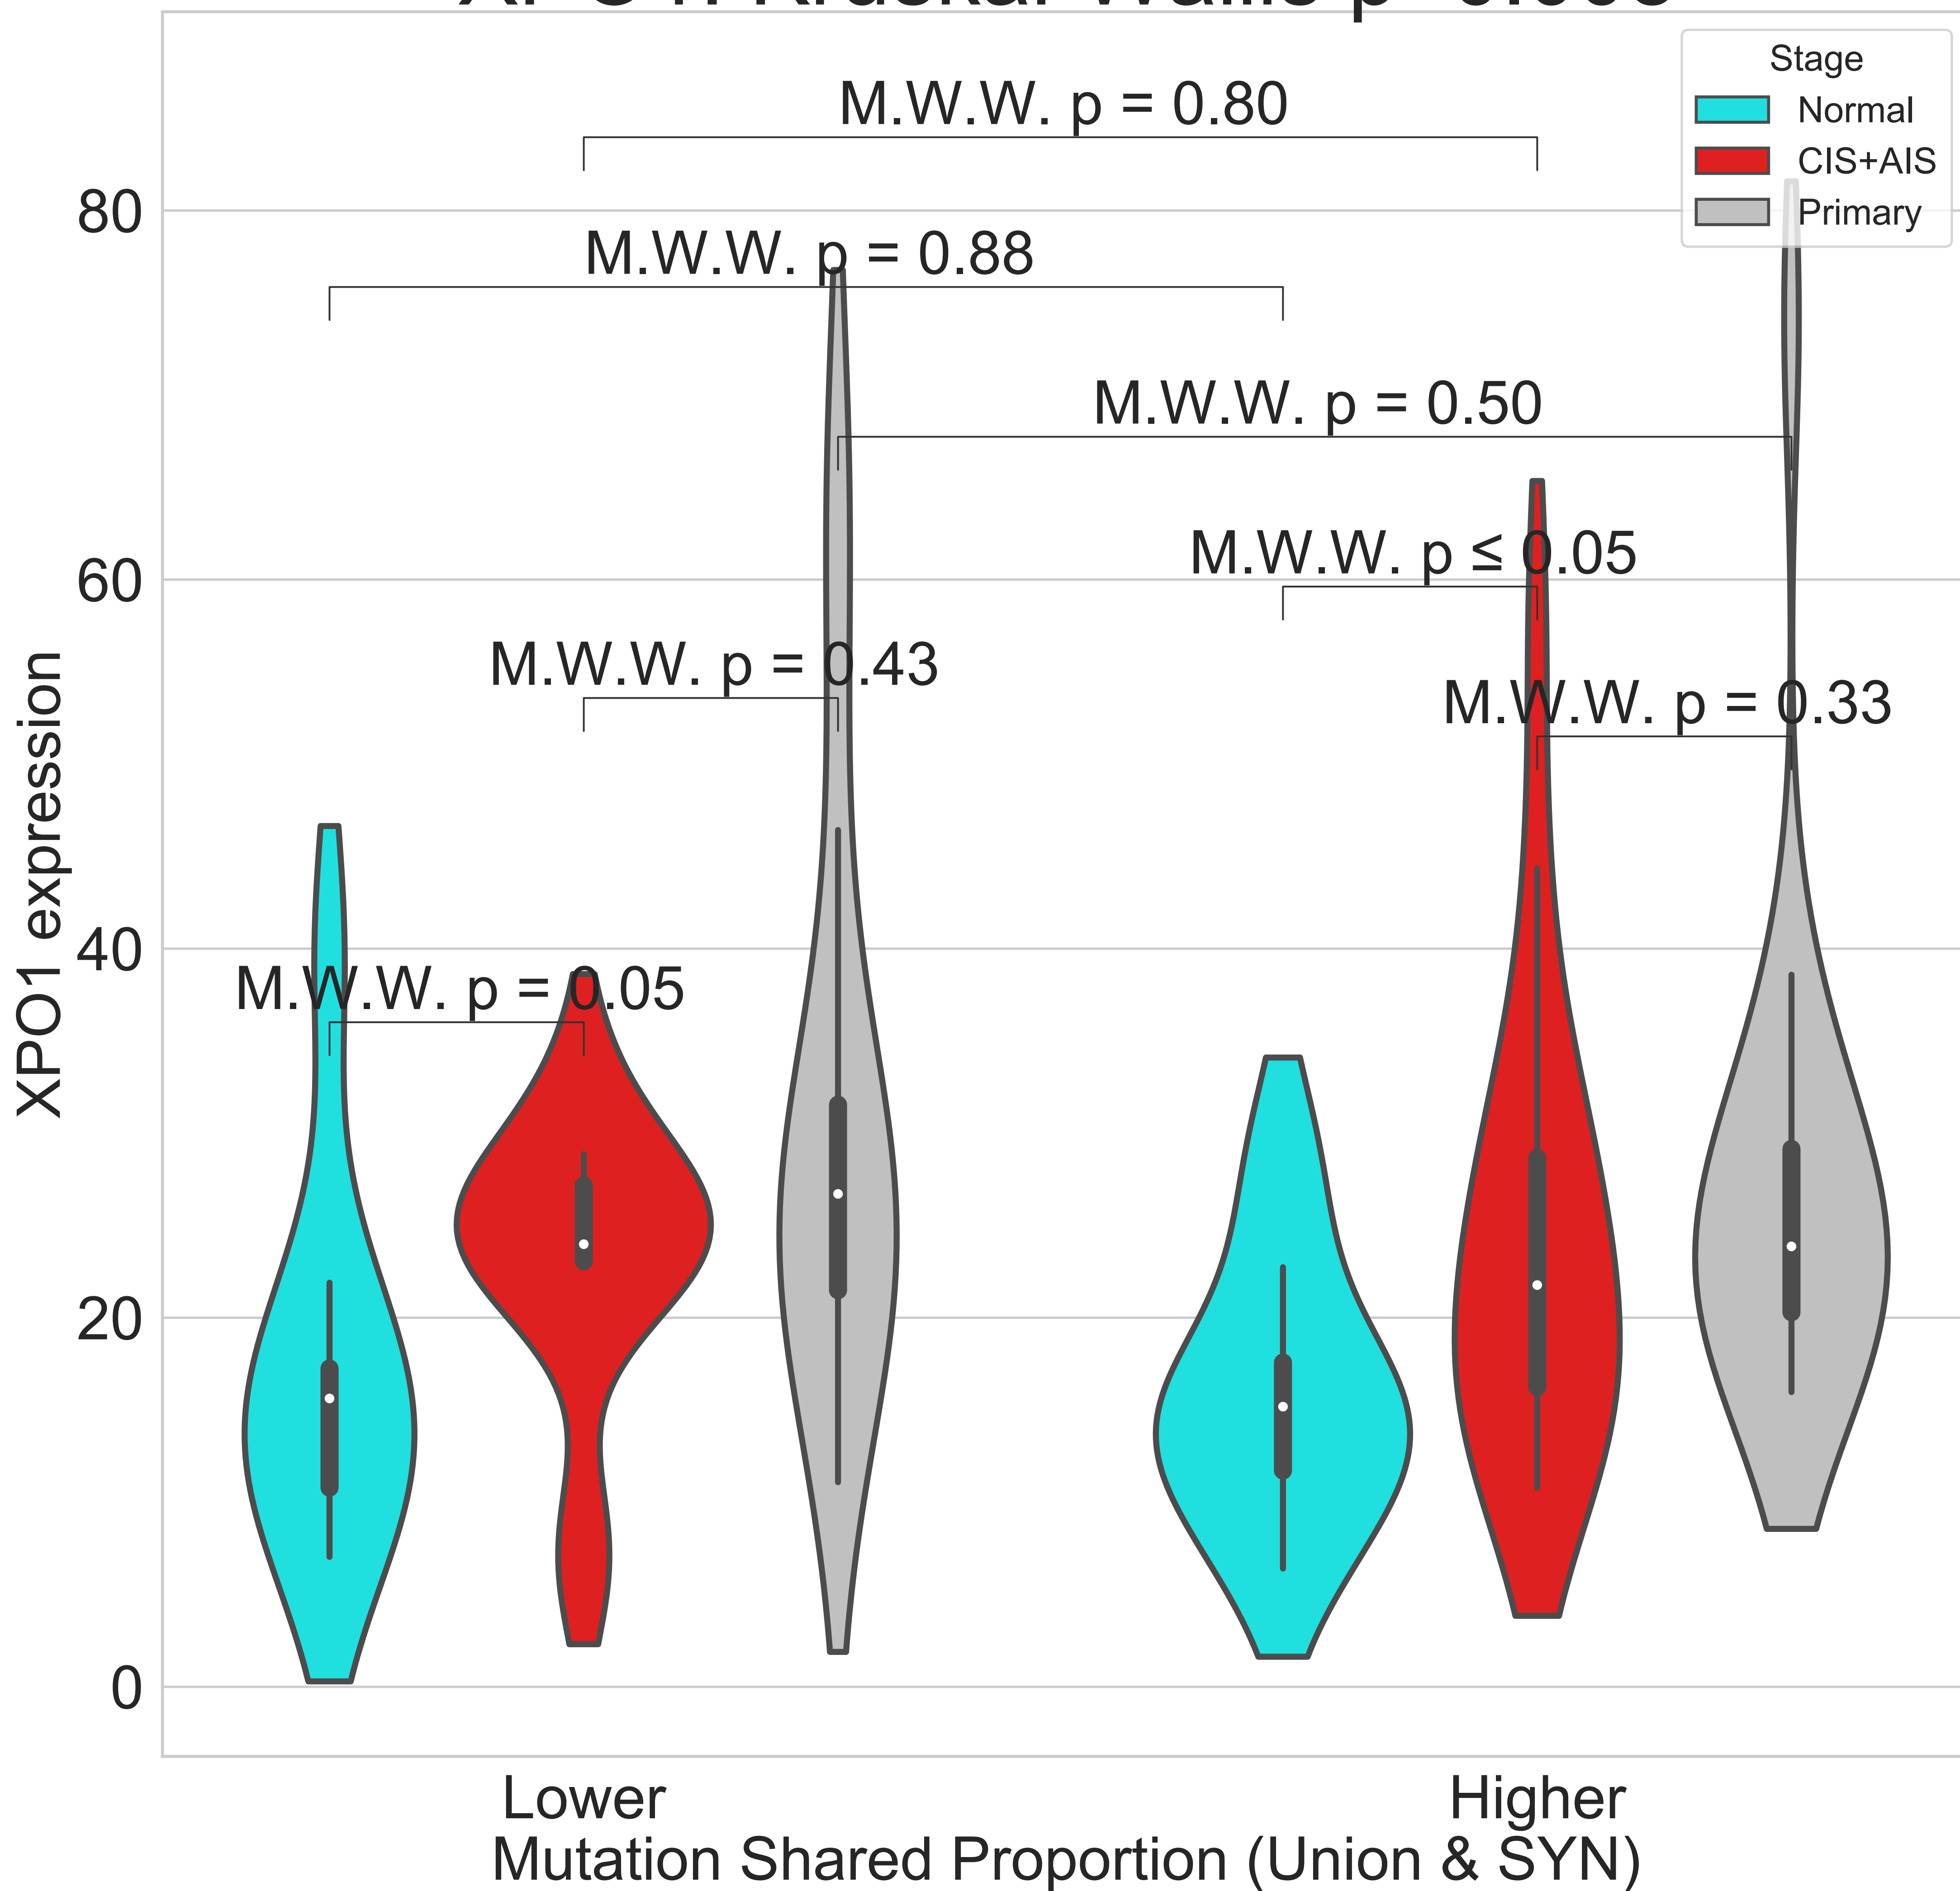 Stage
Normal
CIS+AIS
Primary
M.W.W. p = 0.80
80
M.W.W. p = 0.88
M.W.W. p = 0.50
M.W.W. p ≤ 0.05
60
M.W.W. p = 0.43
M.W.W. p = 0.33
XPO1 expression
40
M.W.W. p = 0.05
20
0
Lower
Higher
Mutation Shared Proportion (Union & SYN)